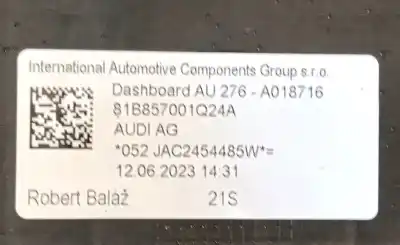 International Automotive Components Group s.r.o.
Dashboard AU 276 - A018716
81B857001Q24A
AUDI AG
*052 JAC2454485W*=
12.06.2023 14:31
Robert Baláž 21S